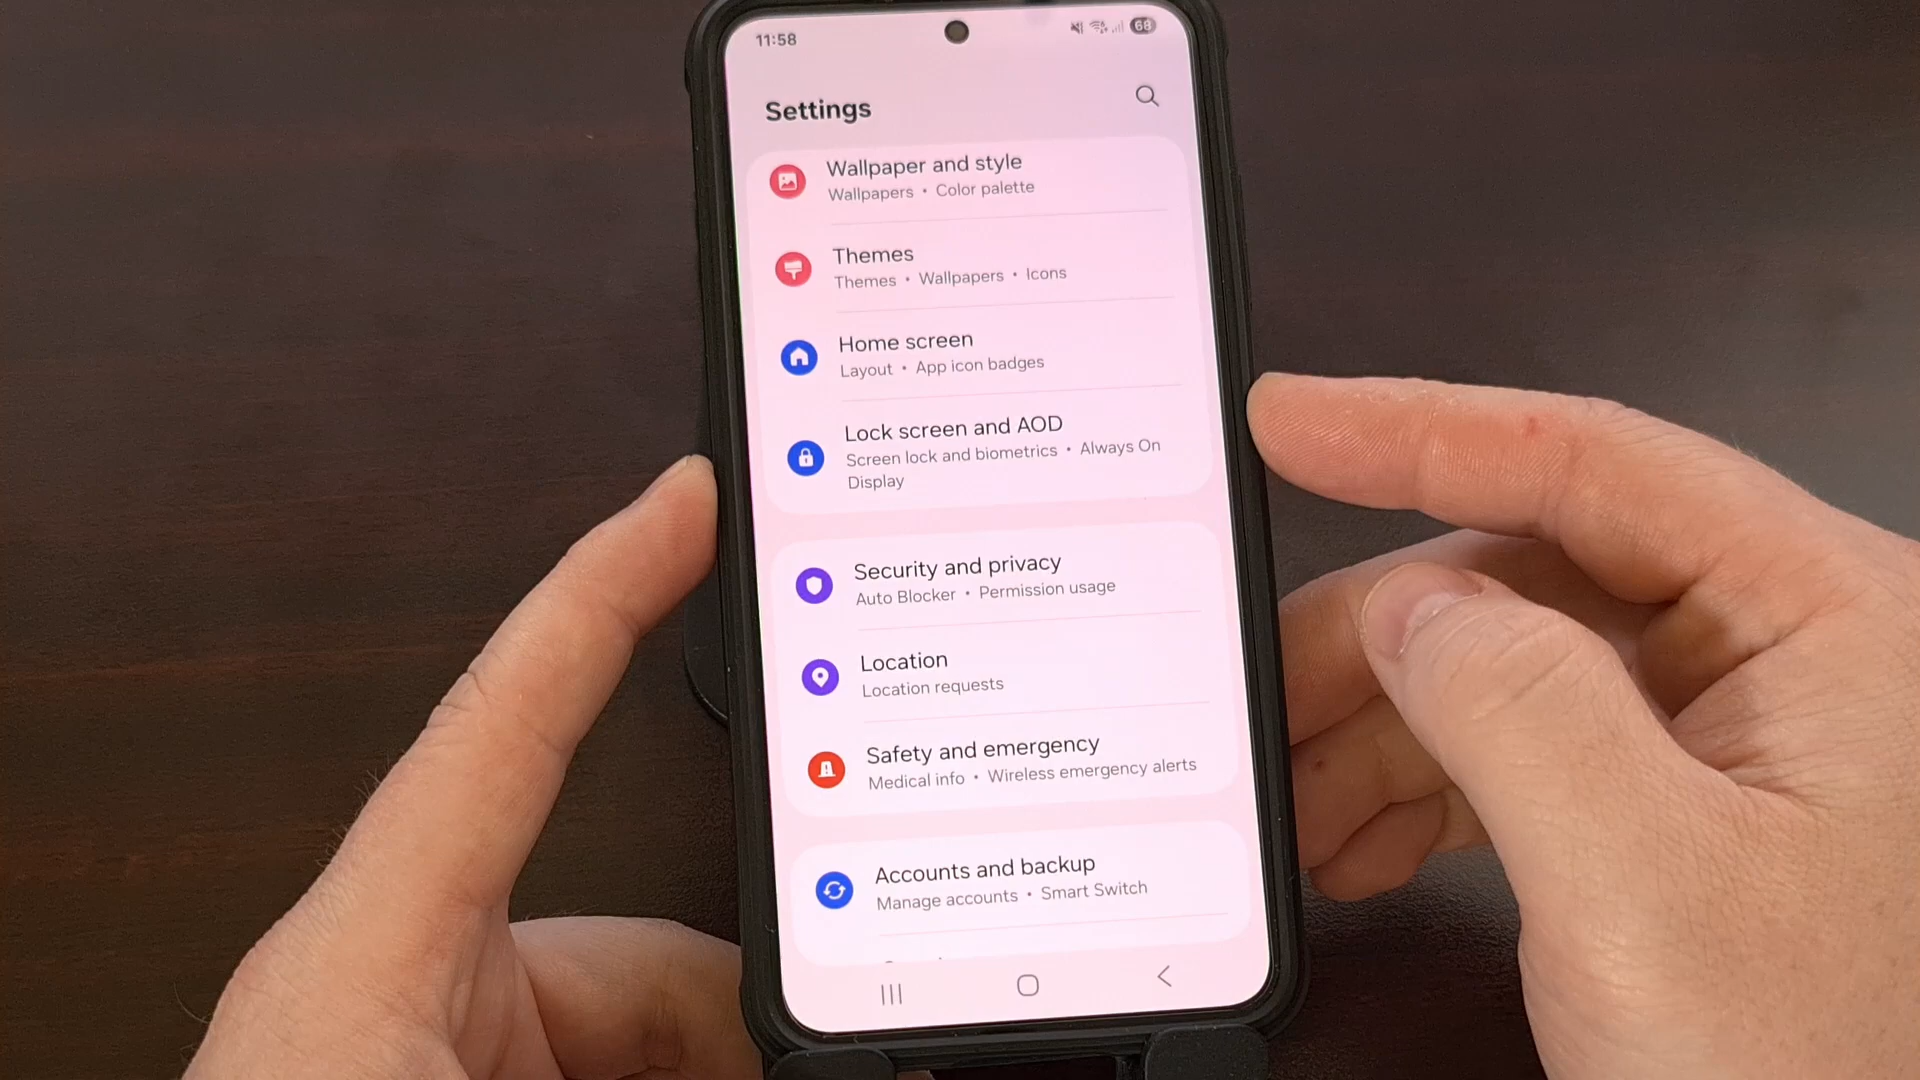 11:58
68
Settings
Wallpaper and style
Wallpapers • Color palette
Themes
Themes • Wallpapers • Icons
Home screen
Layout • App icon badges
Lock screen and AOD
Screen lock and biometrics • Always On
Display
Security and privacy
Auto Blocker • Permission usage
Location
Location requests
Safety and emergency
Medical info • Wireless emergency alerts
Accounts and backup
Manage accounts • Smart Switch